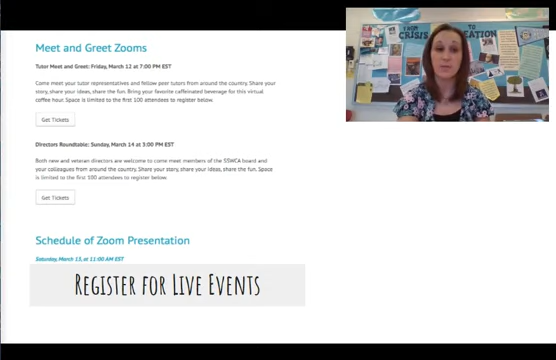 Meet and Greet Zooms
Tutor Meet and Greet: Friday, March 12 at 7:00 PM EST
Come meet your tutor representatives and fellow peer tutors from around the country. Share your
story, share your ideas, share the fun. Bring your favorite caffeinated beverage for this virtual
coffee hour. Space is limited to the first 100 attendees to register below.
Get Tickets
Directors Roundtable: Sunday, March 14 at 3:00 PM EST
Both new and veteran directors are welcome to come meet members of the SSWCA board and
your colleagues from around the country. Share your story, share your ideas, share the fun. Space
is limited to the first 100 attendees to register below.
Get Tickets
Schedule of Zoom Presentation
Saturday, March 13, at 11:00 AM EST
Register for Live Events
FROM CRISIS TO CREATION